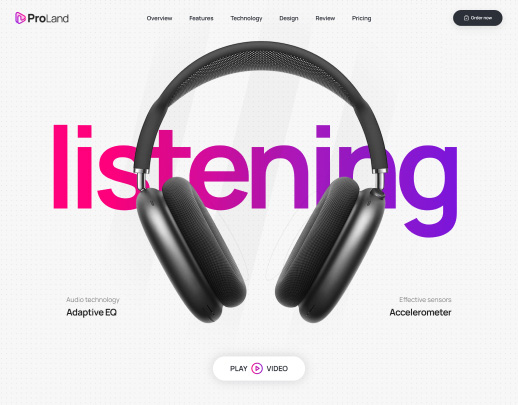 ProLand
Overview Features Technology Design Review Pricing
Order now
listening
Audio technology
Adaptive EQ
Effective sensors
Accelerometer
PLAY VIDEO